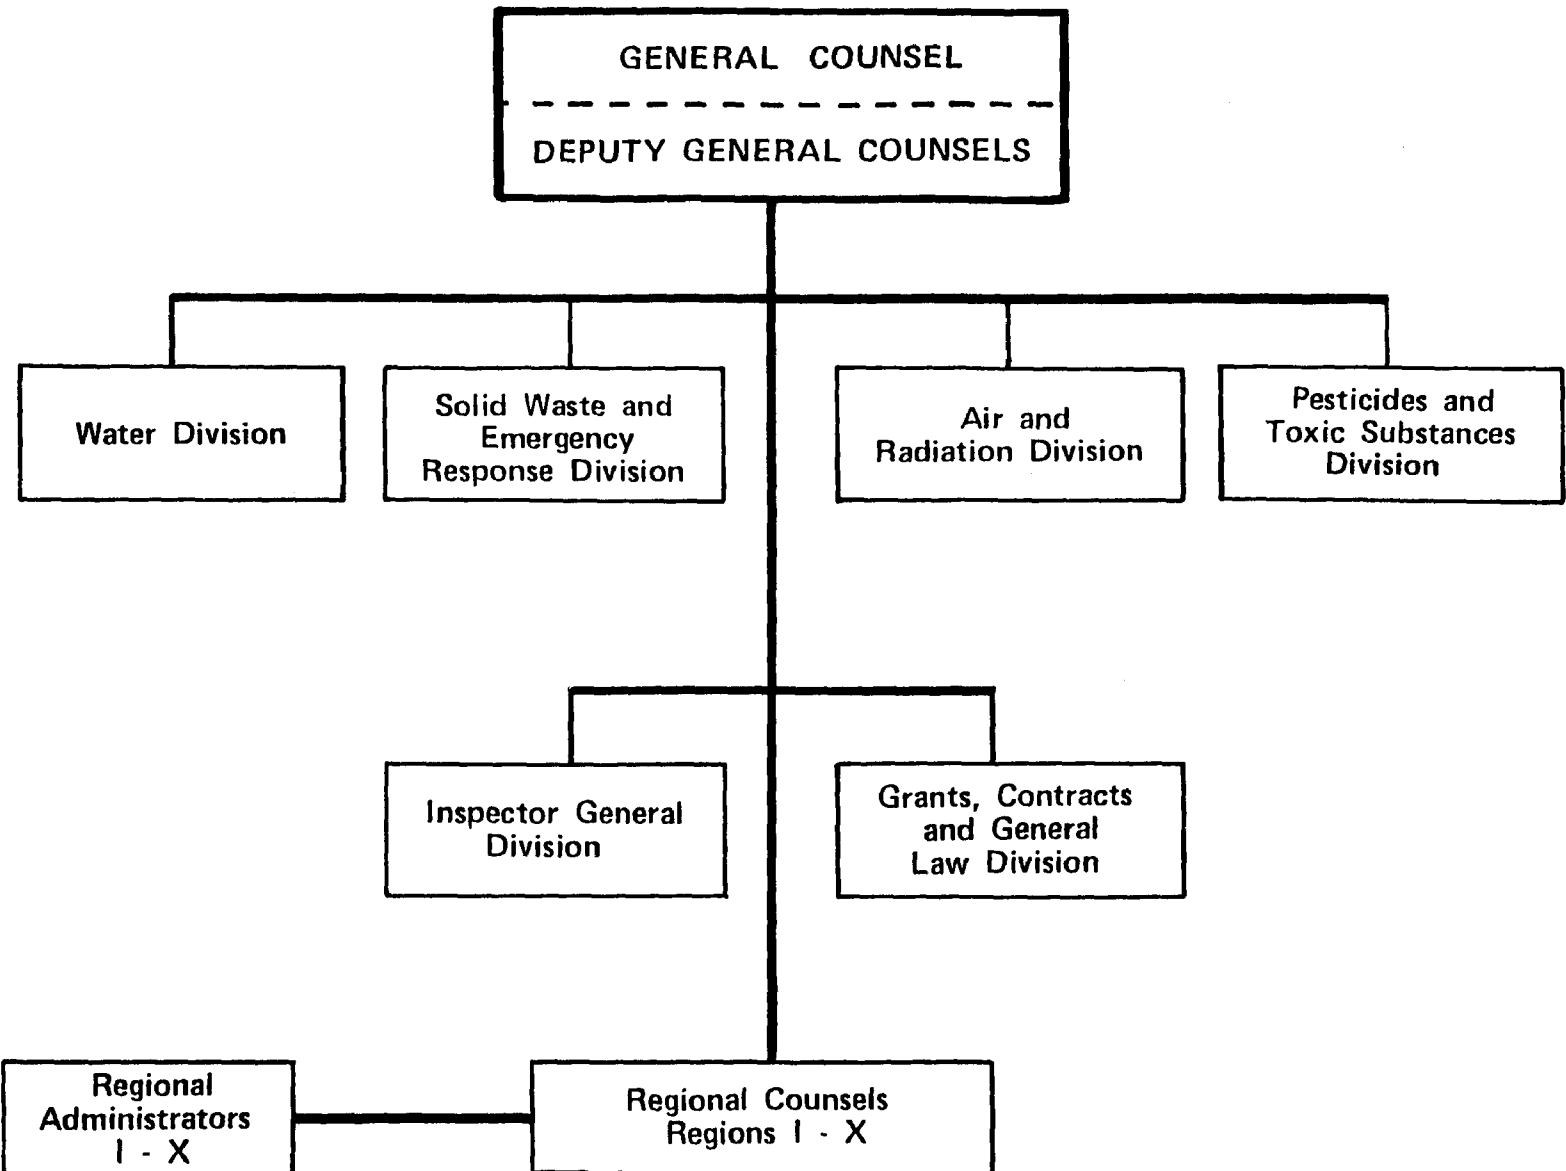 GENERAL COUNSEL
DEPUTY GENERAL COUNSELS
Water Division
Solid Waste and
Emergency
Response Division
Air and
Radiation Division
Pesticides and
Toxic Substances
Division
Inspector General
Division
Grants, Contracts
and General
Law Division
Regional
Administrators
I - X
Regional Counsels
Regions I - X